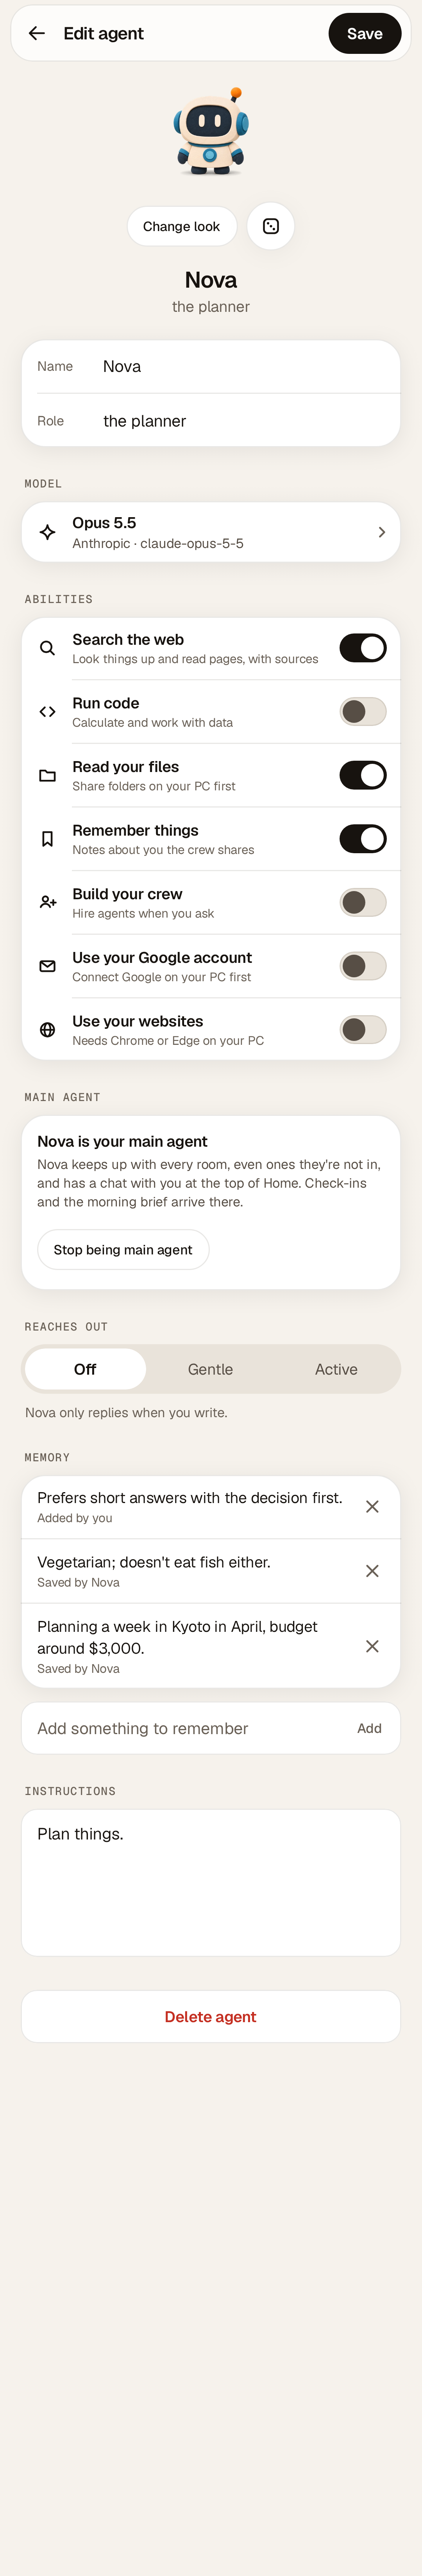 Edit agent
Save
Change look
Nova
the planner
Name
Nova
Role
the planner
MODEL
Opus 5.5
Anthropic · claude-opus-5-5
ABILITIES
Search the web
Look things up and read pages, with sources
Run code
Calculate and work with data
Read your files
Share folders on your PC first
Remember things
Notes about you the crew shares
Build your crew
Hire agents when you ask
Use your Google account
Connect Google on your PC first
Use your websites
Needs Chrome or Edge on your PC
MAIN AGENT
Nova is your main agent
Nova keeps up with every room, even ones they're not in,
and has a chat with you at the top of Home. Check-ins
and the morning brief arrive there.
Stop being main agent
REACHES OUT
Off
Gentle
Active
Nova only replies when you write.
MEMORY
Prefers short answers with the decision first.
Added by you
Vegetarian; doesn't eat fish either.
Saved by Nova
Planning a week in Kyoto in April, budget
around $3,000.
Saved by Nova
Add something to remember
Add
INSTRUCTIONS
Plan things.
Delete agent